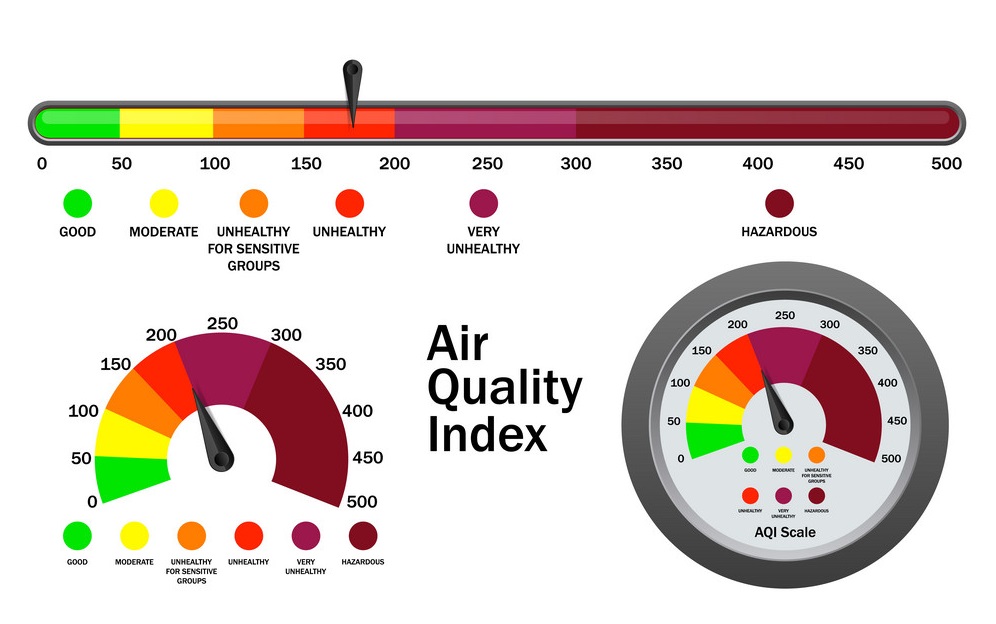 0 50 100 150 200 250 300 350 400 450 500
GOOD
MODERATE
UNHEALTHY
FOR SENSITIVE
GROUPS
UNHEALTHY
VERY
UNHEALTHY
HAZARDOUS
0
50
100
150
200
250
300
350
400
450
500
GOOD
MODERATE
UNHEALTHY
FOR SENSITIVE
GROUPS
UNHEALTHY
VERY
UNHEALTHY
HAZARDOUS
Air
Quality
Index
0
50
100
150
200
250
300
350
400
450
500
GOOD
MODERATE
UNHEALTHY
FOR SENSITIVE
GROUPS
UNHEALTHY
VERY
UNHEALTHY
HAZARDOUS
AQI Scale